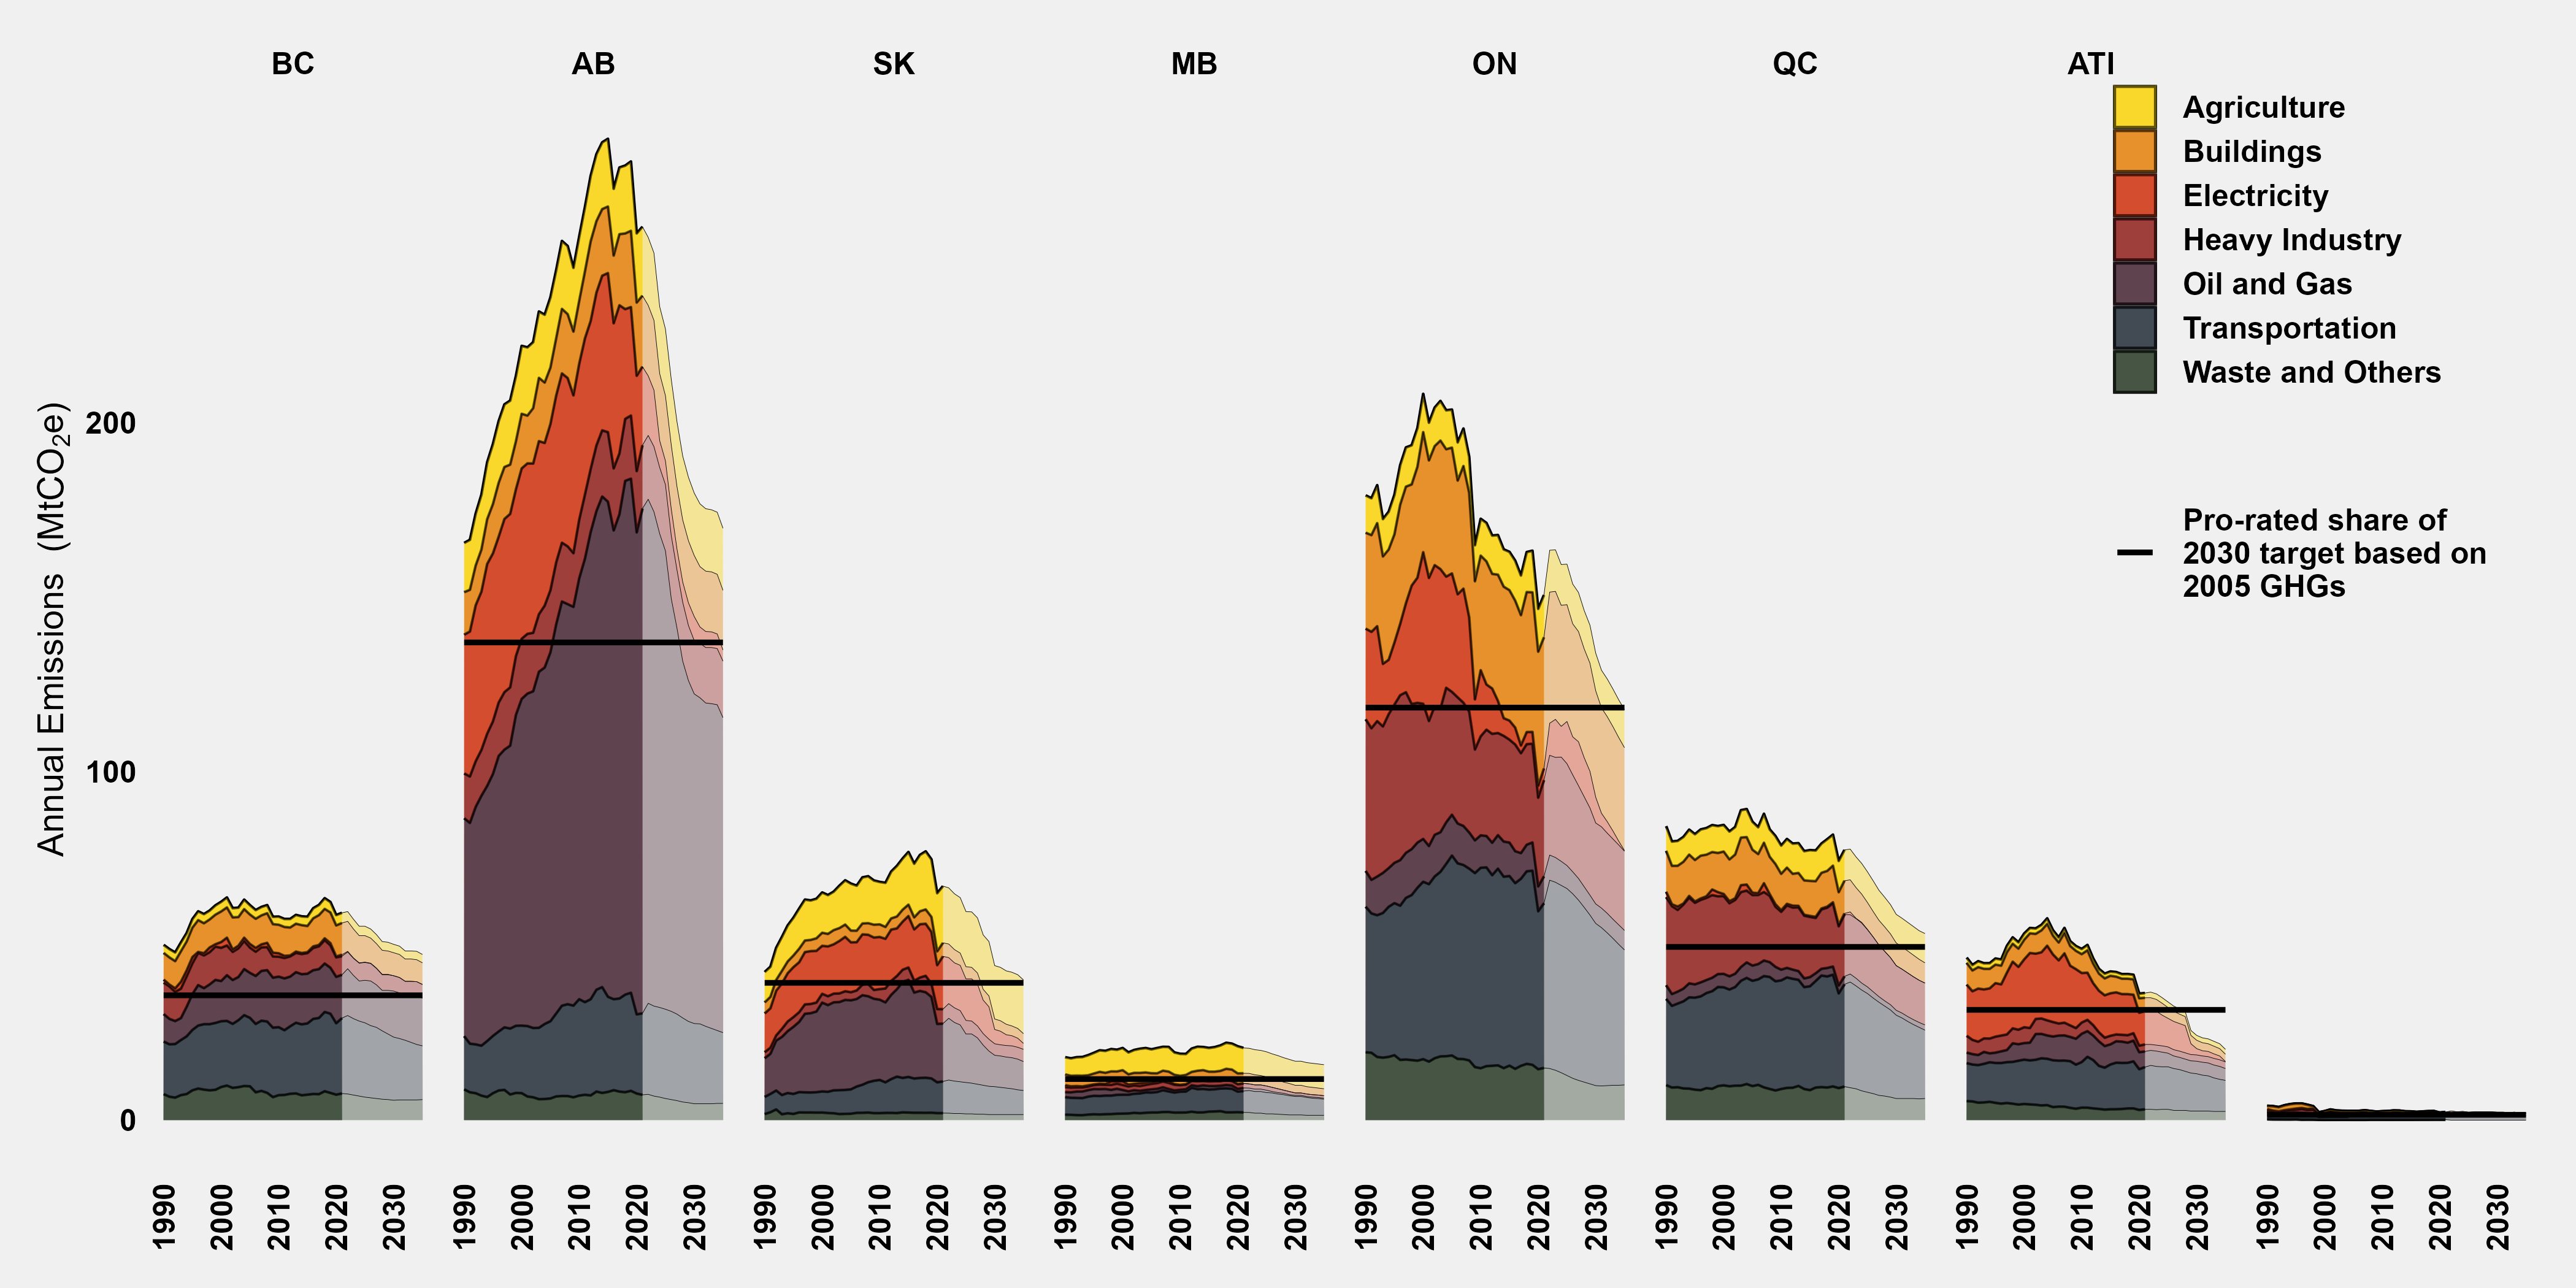 BC AB SK MB ON QC ATI
Agriculture
Buildings
Electricity
Heavy Industry
Oil and Gas
Transportation
Waste and Others
Pro-rated share of
2030 target based on
2005 GHGs
Annual Emissions (MtCO₂e)
200
100
0
1990 2000 2010 2020 2030 1990 2000 2010 2020 2030 1990 2000 2010 2020 2030 1990 2000 2010 2020 2030 1990 2000 2010 2020 2030 1990 2000 2010 2020 2030 1990 2000 2010 2020 2030 1990 2000 2010 2020 2030